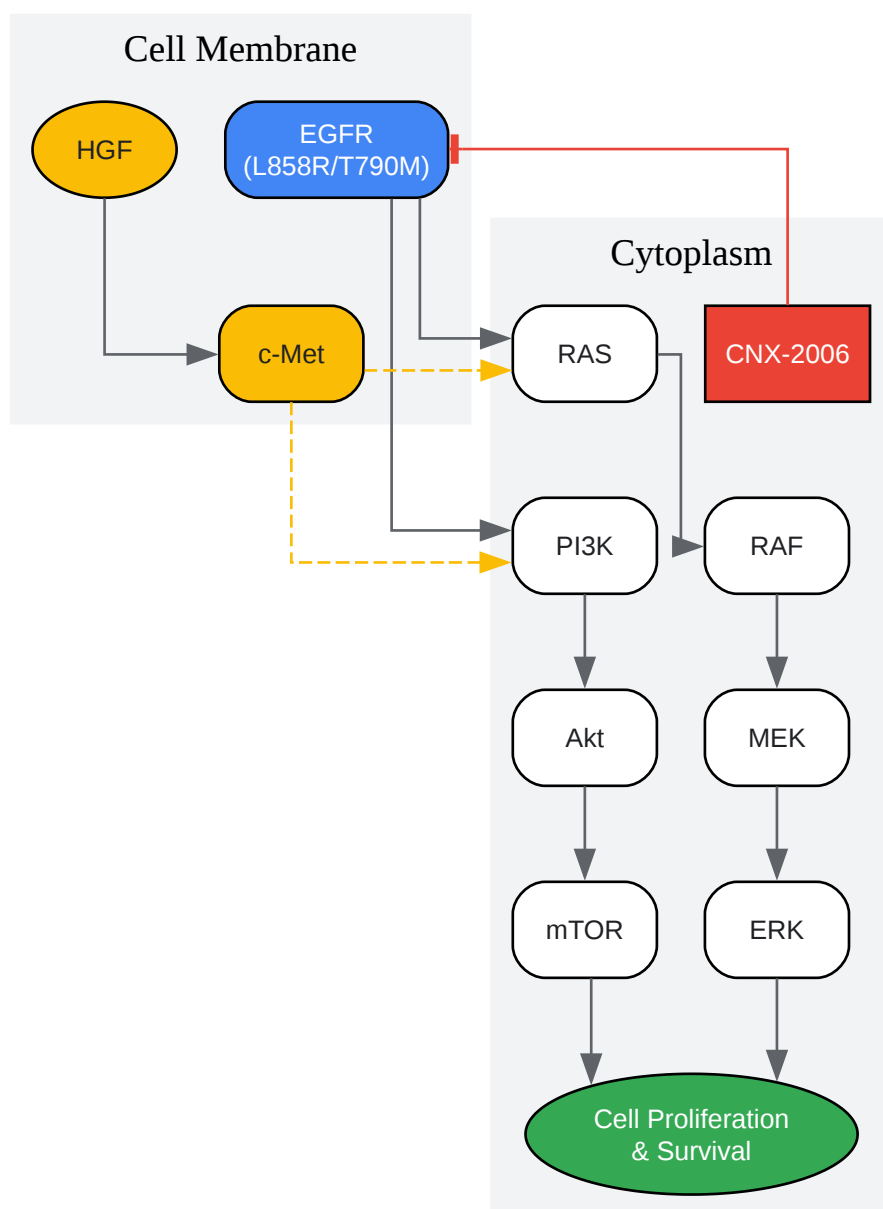 Cell Membrane
HGF
EGFR
(L858R/T790M)
Cytoplasm
c-Met
RAS
CNX-2006
PI3K
RAF
Akt
MEK
mTOR
ERK
Cell Proliferation
& Survival